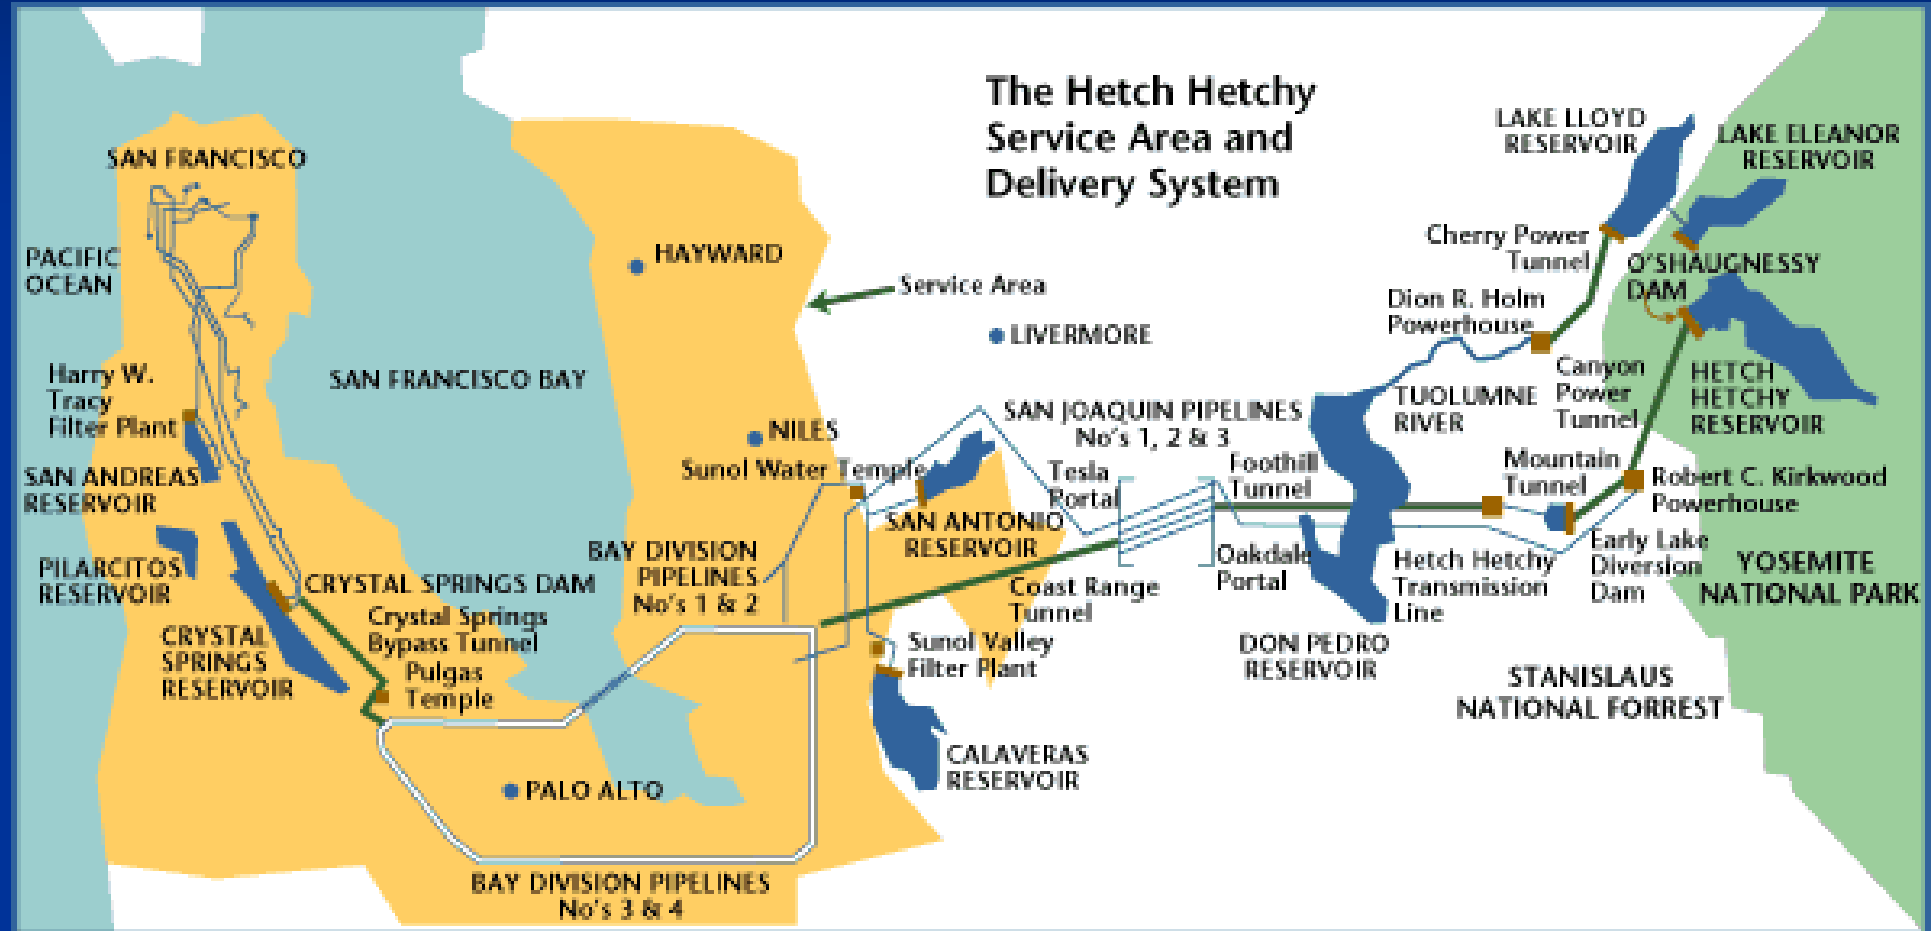 The Hetch Hetchy
Service Area and
Delivery System
LAKE LLOYD
RESERVOIR
LAKE ELEANOR
RESERVOIR
SAN FRANCISCO
PACIFIC
OCEAN
HAYWARD
Service Area
Cherry Power
Tunnel
O'SHAUGNESSY
DAM
Dion R. Holm
Powerhouse
LIVERMORE
Harry W.
Tracy
Filter Plant
SAN FRANCISCO BAY
Canyon
Power
Tunnel
HETCH
HETCHY
RESERVOIR
TUOLUMNE
RIVER
SAN JOAQUIN PIPELINES
No's 1, 2 & 3
NILES
Sunol Water Temple
Tesla
Portal
Foothill
Tunnel
Mountain
Tunnel
Robert C. Kirkwood
Powerhouse
SAN ANDREAS
RESERVOIR
SAN ANTONIO
RESERVOIR
BAY DIVISION
PIPELINES
No's 1 & 2
PILARCITOS
RESERVOIR
CRYSTAL SPRINGS DAM
Crystal Springs
Bypass Tunnel
Coast Range
Tunnel
Oakdale
Portal
Hetch Hetchy
Transmission
Line
Early Lake
Diversion
Dam
YOSEMITE
NATIONAL PARK
CRYSTAL
SPRINGS
RESERVOIR
Pulgas
Temple
Sunol Valley
Filter Plant
DON PEDRO
RESERVOIR
STANISLAUS
NATIONAL FORREST
CALAVERAS
RESERVOIR
PALO ALTO
BAY DIVISION PIPELINES
No's 3 & 4